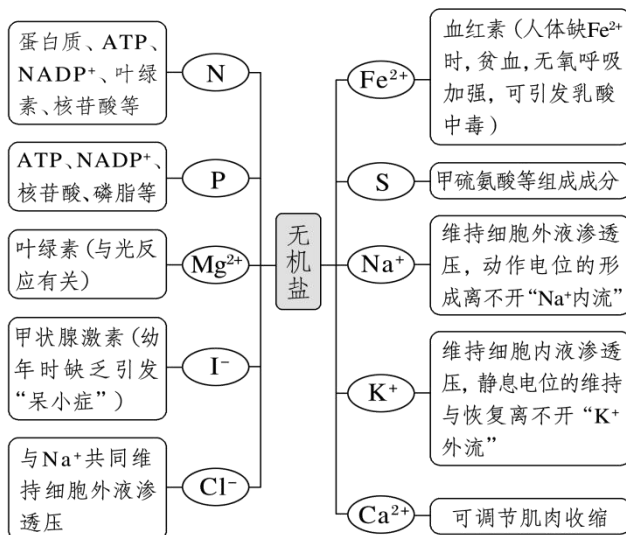 蛋白质、ATP、
NADP⁺、叶绿
素、核苷酸等
N
ATP、NADP⁺、
核苷酸、磷脂等
P
叶绿素(与光反
应有关)
Mg²⁺
甲状腺激素(幼
年时缺乏引发
“呆小症”)
I⁻
与Na⁺共同维
持细胞外液渗
透压
Cl⁻
无机盐
Fe²⁺
血红素(人体缺Fe²⁺
时,贫血,无氧呼吸
加强,可引发乳酸
中毒)
S
甲硫氨酸等组成成分
Na⁺
维持细胞外液渗透
压,动作电位的形
成离不开“Na⁺内流”
K⁺
维持细胞内液渗透
压,静息电位的维持
与恢复离不开“K⁺
外流”
Ca²⁺
可调节肌肉收缩